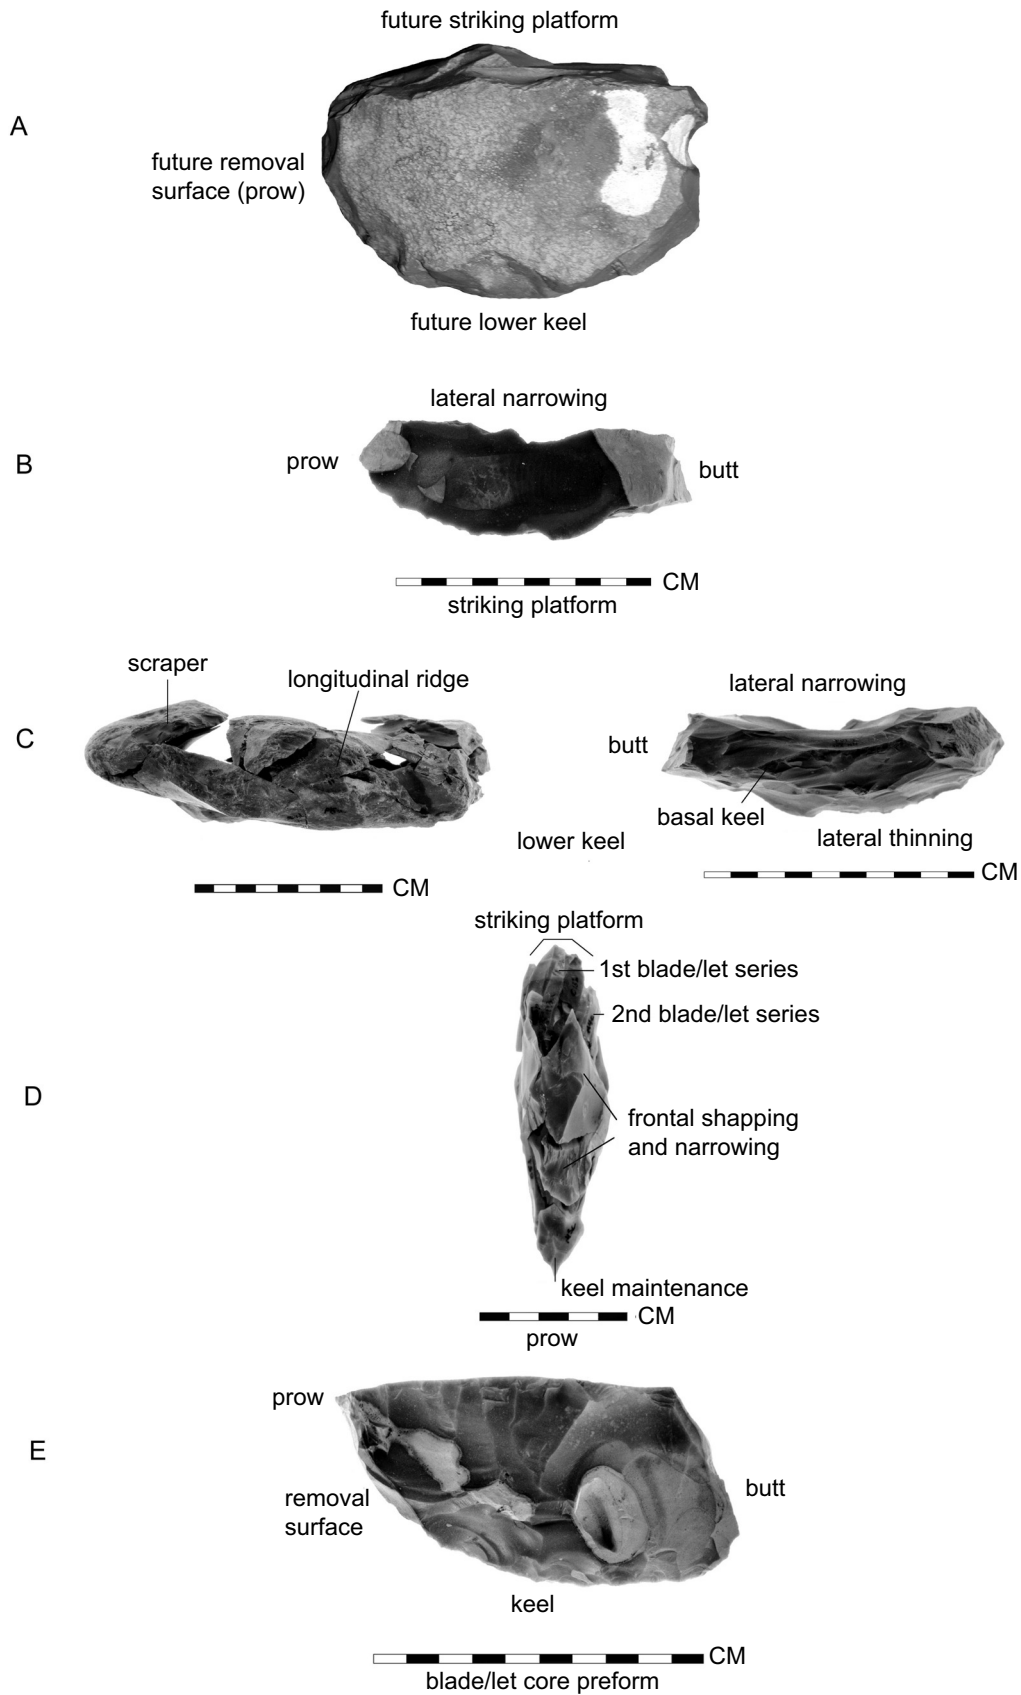 future striking platform
A
future removal
surface (prow)
future lower keel
lateral narrowing
B
prow
butt
CM
striking platform
scraper
longitudinal ridge
lateral narrowing
C
butt
basal keel
lower keel
lateral thinning
CM
CM
striking platform
1st blade/let series
2nd blade/let series
D
frontal shapping
and narrowing
keel maintenance
CM
prow
prow
E
removal
surface
butt
keel
CM
blade/let core preform